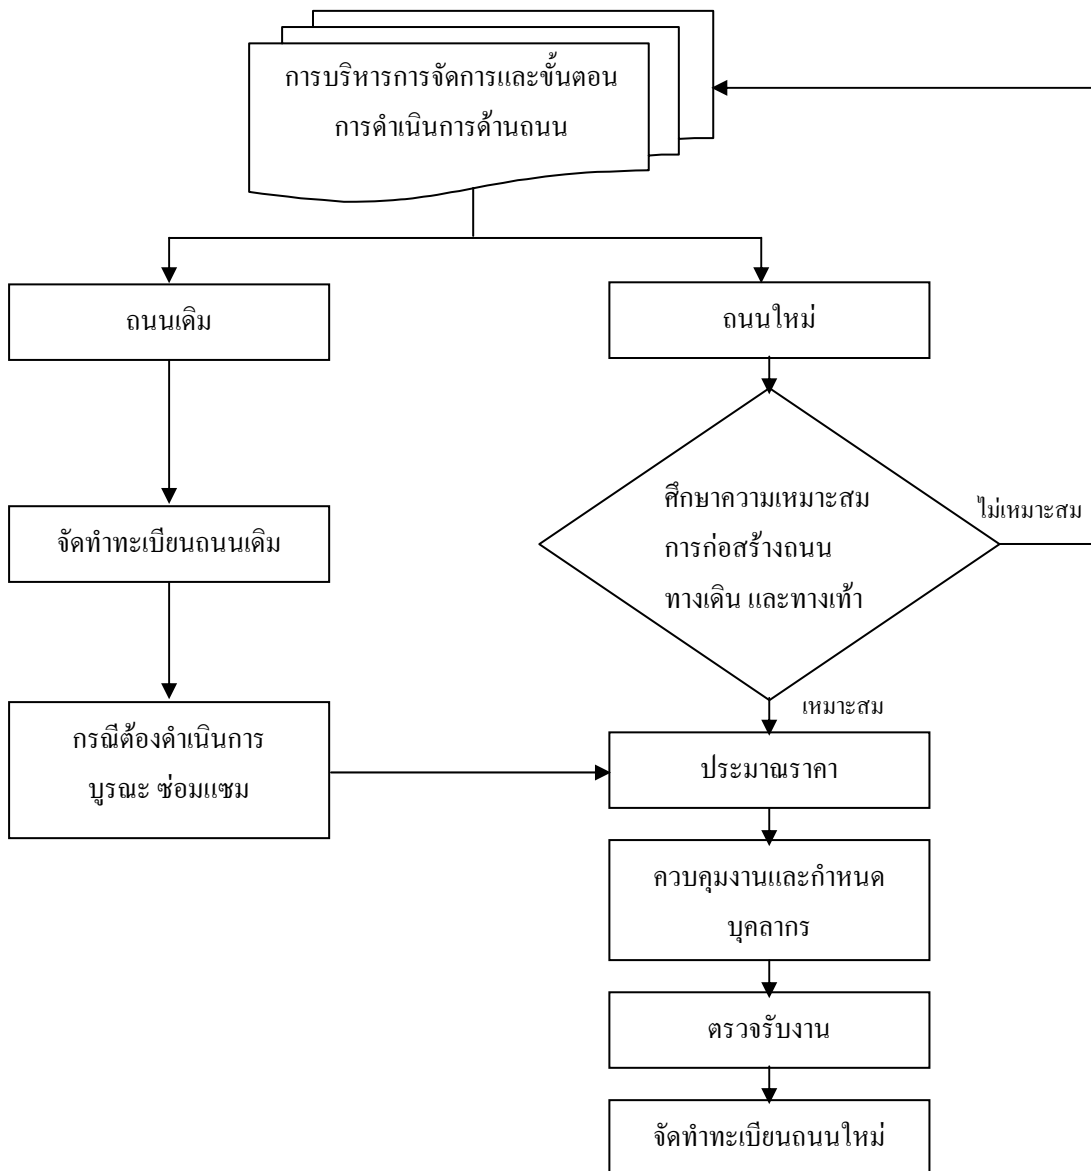 การบริหารการจัดการและขั้นตอน
การดำเนินการด้านถนน
ถนนเดิม
ถนนใหม่
ศึกษาความเหมาะสม
การก่อสร้างถนน
ทางเดิน และทางเท้า
ไม่เหมาะสม
จัดทำทะเบียนถนนเดิม
เหมาะสม
กรณีต้องดำเนินการ
บูรณะ ซ่อมแซม
ประมาณราคา
ควบคุมงานและกำหนด
บุคลากร
ตรวจรับงาน
จัดทำทะเบียนถนนใหม่